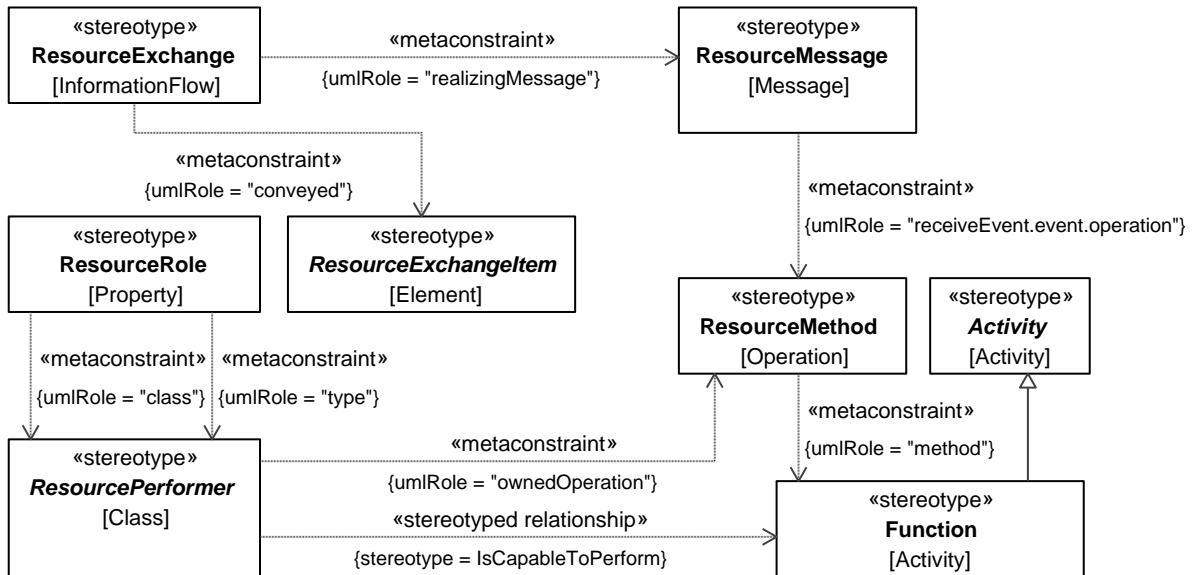 «stereotype»
ResourceExchange
[InformationFlow]
«metaconstraint»
{umlRole = "realizingMessage"}
«stereotype»
ResourceMessage
[Message]
«metaconstraint»
{umlRole = "conveyed"}
«metaconstraint»
{umlRole = "receiveEvent.event.operation"}
«stereotype»
ResourceRole
[Property]
«stereotype»
ResourceExchangeItem
[Element]
«stereotype»
ResourceMethod
[Operation]
«stereotype»
Activity
[Activity]
«metaconstraint»
{umlRole = "class"}
«metaconstraint»
{umlRole = "type"}
«metaconstraint»
{umlRole = "method"}
«stereotype»
ResourcePerformer
[Class]
«metaconstraint»
{umlRole = "ownedOperation"}
«stereotyped relationship»
{stereotype = IsCapableToPerform}
«stereotype»
Function
[Activity]